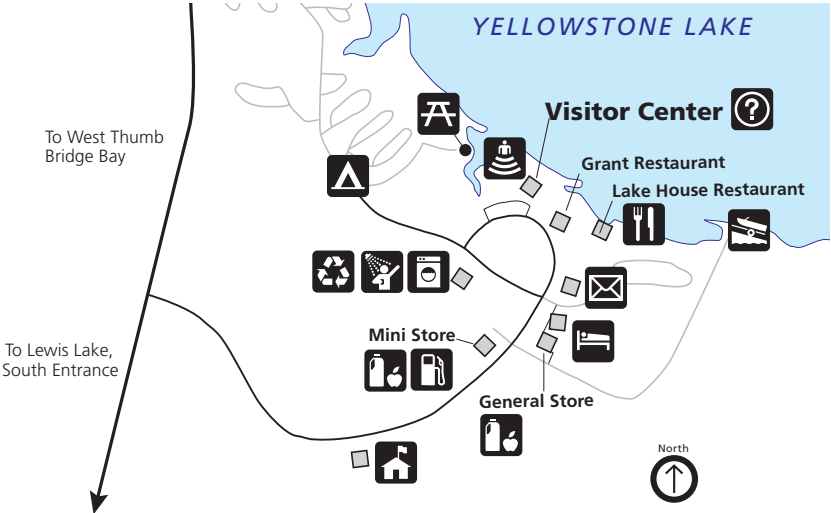 YELLOWSTONE LAKE
Visitor Center
?
To West Thumb
Bridge Bay
Grant Restaurant
Lake House Restaurant
Mini Store
To Lewis Lake,
South Entrance
General Store
North